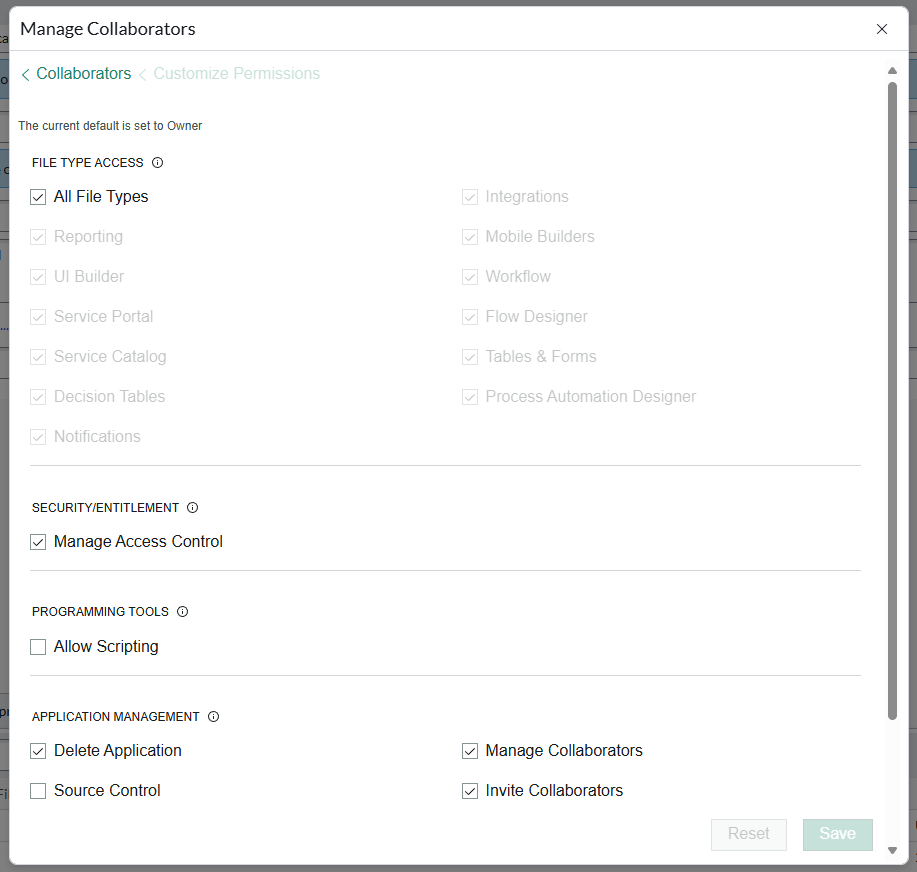 Manage Collaborators
Collaborators
Customize Permissions
The current default is set to Owner
FILE TYPE ACCESS
All File Types
Integrations
Reporting
Mobile Builders
UI Builder
Workflow
Service Portal
Flow Designer
Service Catalog
Tables & Forms
Decision Tables
Process Automation Designer
Notifications
SECURITY/ENTITLEMENT
Manage Access Control
PROGRAMMING TOOLS
Allow Scripting
APPLICATION MANAGEMENT
Delete Application
Manage Collaborators
Source Control
Invite Collaborators
Reset
Save